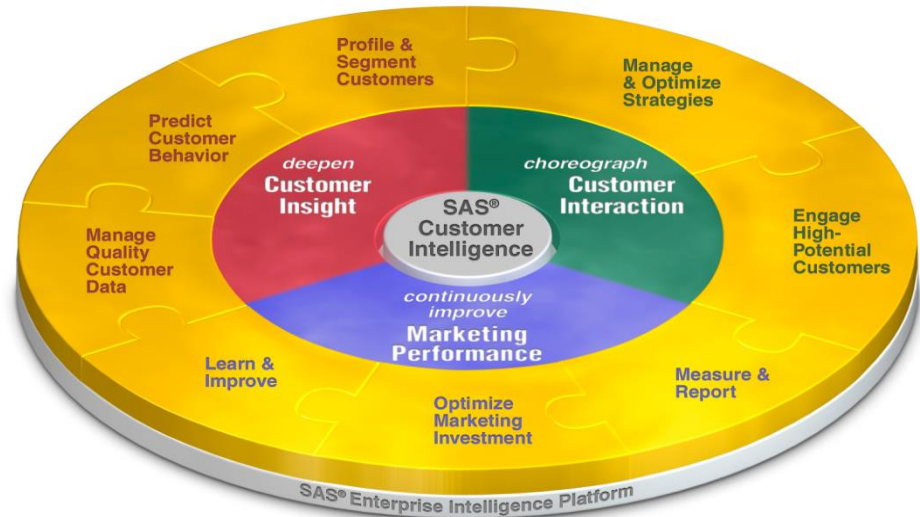 Profile &
Segment
Customers
Manage
& Optimize
Strategies
Predict
Customer
Behavior
deepen
Customer
Insight
choreograph
Customer
Interaction
SAS®
Customer
Intelligence
Manage
Quality
Customer
Data
Engage
High-
Potential
Customers
continuously
improve
Marketing
Performance
Learn &
Improve
Optimize
Marketing
Investment
Measure &
Report
SAS® Enterprise Intelligence Platform